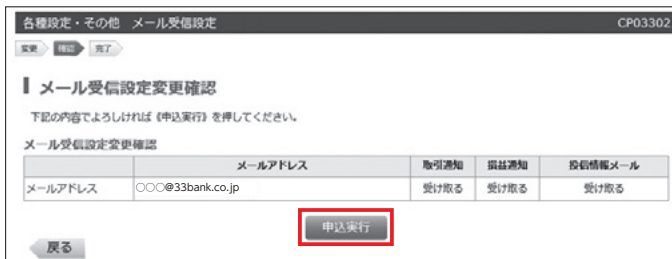 各種設定・その他　メール受信設定 CP03302
変更 確認 完了
メール受信設定変更確認
下記の内容でよろしければ《申込実行》を押してください。
メール受信設定変更確認
メールアドレス 取引通知 損益通知 投信情報メール
メールアドレス ○○○@33bank.co.jp 受け取る 受け取る 受け取る
申込実行
戻る